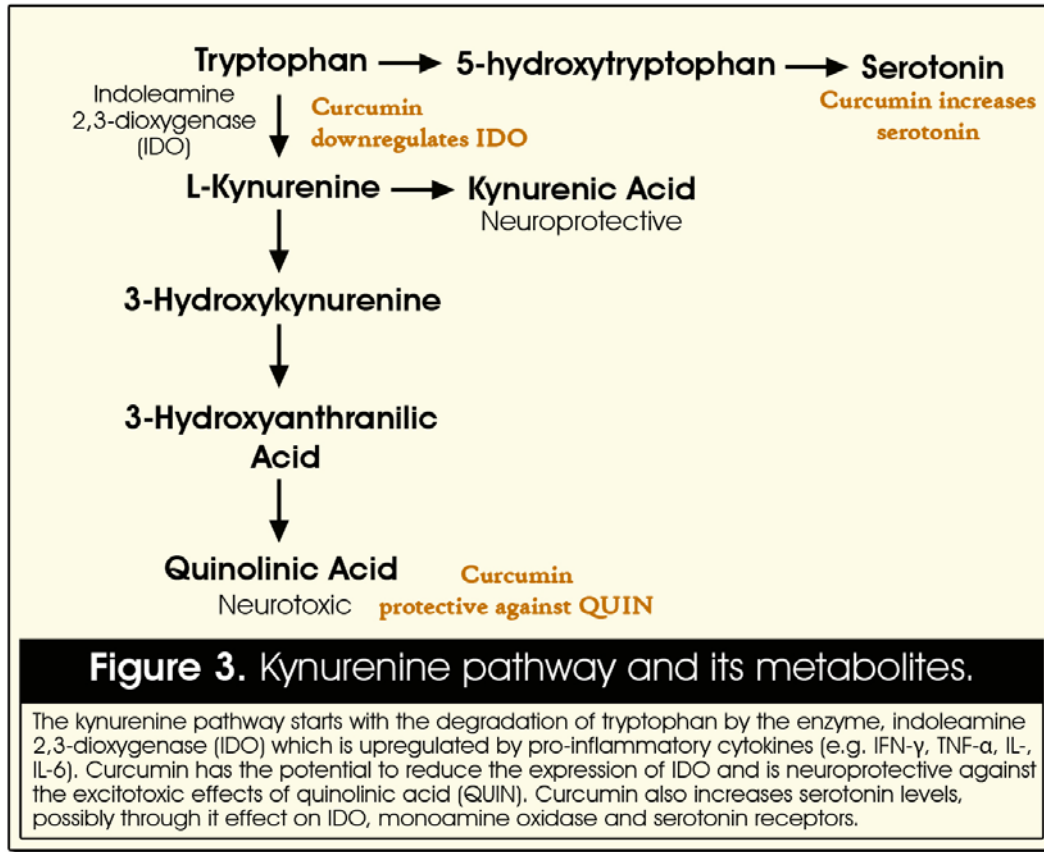 Tryptophan → 5-hydroxytryptophan → Serotonin
Indoleamine
2,3-dioxygenase
(IDO)
Curcumin
downregulates IDO
Curcumin increases
serotonin
L-Kynurenine → Kynurenic Acid
Neuroprotective
3-Hydroxykynurenine
3-Hydroxyanthranilic
Acid
Quinolinic Acid
Neurotoxic
Curcumin
protective against QUIN
Figure 3. Kynurenine pathway and its metabolites.
The kynurenine pathway starts with the degradation of tryptophan by the enzyme, indoleamine
2,3-dioxygenase (IDO) which is upregulated by pro-inflammatory cytokines (e.g. IFN-γ, TNF-α, IL-,
IL-6). Curcumin has the potential to reduce the expression of IDO and is neuroprotective against
the excitotoxic effects of quinolinic acid (QUIN). Curcumin also increases serotonin levels,
possibly through it effect on IDO, monoamine oxidase and serotonin receptors.